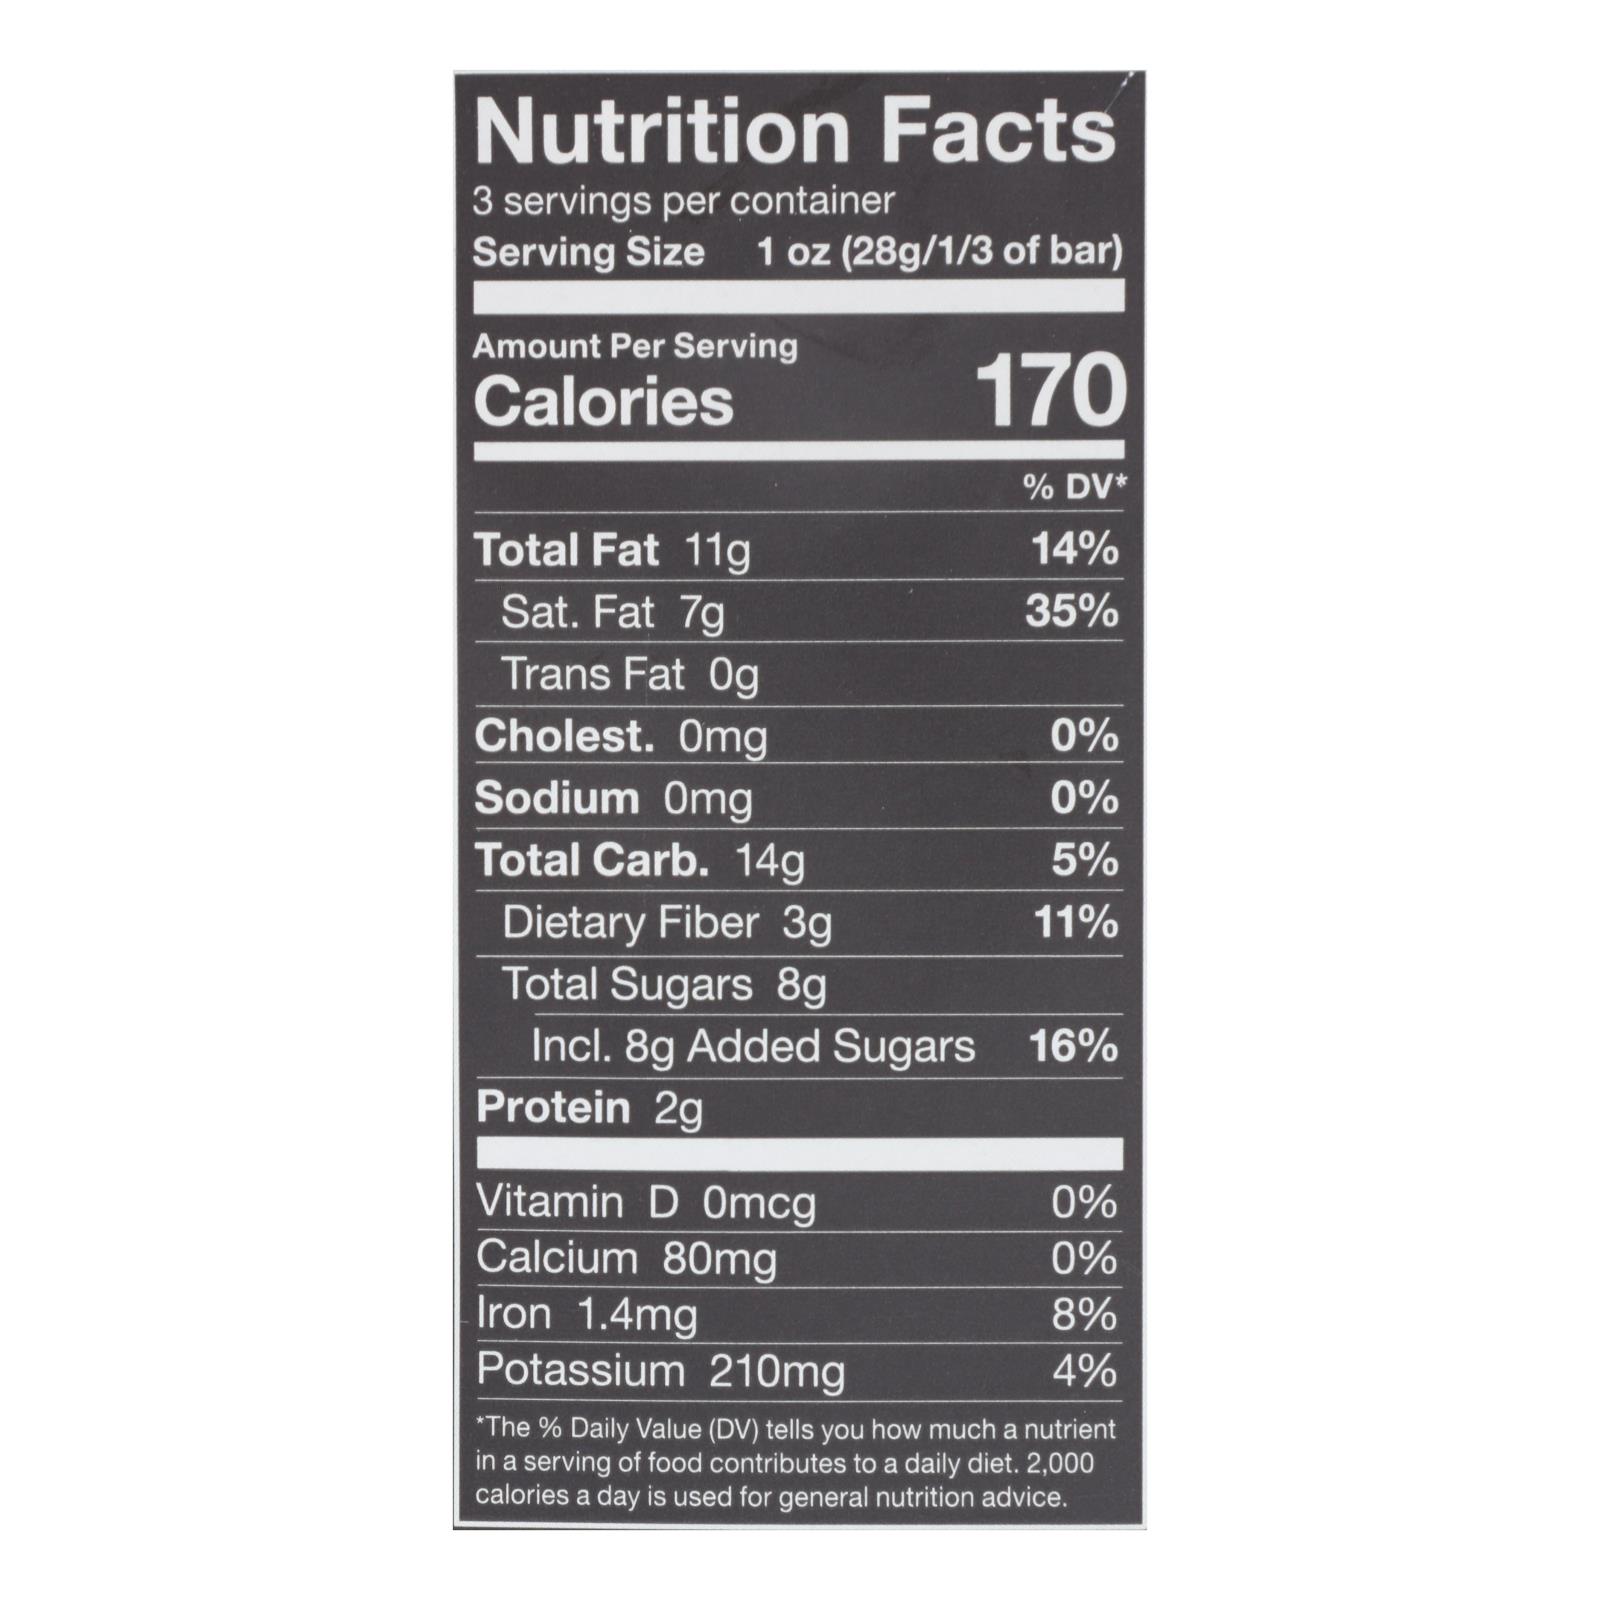 Nutrition Facts
3 servings per container
Serving Size 1 oz (28g/1/3 of bar)
Amount Per Serving
Calories 170
% DV*
Total Fat 11g 14%
Sat. Fat 7g 35%
Trans Fat 0g
Cholest. 0mg 0%
Sodium 0mg 0%
Total Carb. 14g 5%
Dietary Fiber 3g 11%
Total Sugars 8g
Incl. 8g Added Sugars 16%
Protein 2g
Vitamin D 0mcg 0%
Calcium 80mg 0%
Iron 1.4mg 8%
Potassium 210mg 4%
*The % Daily Value (DV) tells you how much a nutrient
in a serving of food contributes to a daily diet. 2,000
calories a day is used for general nutrition advice.